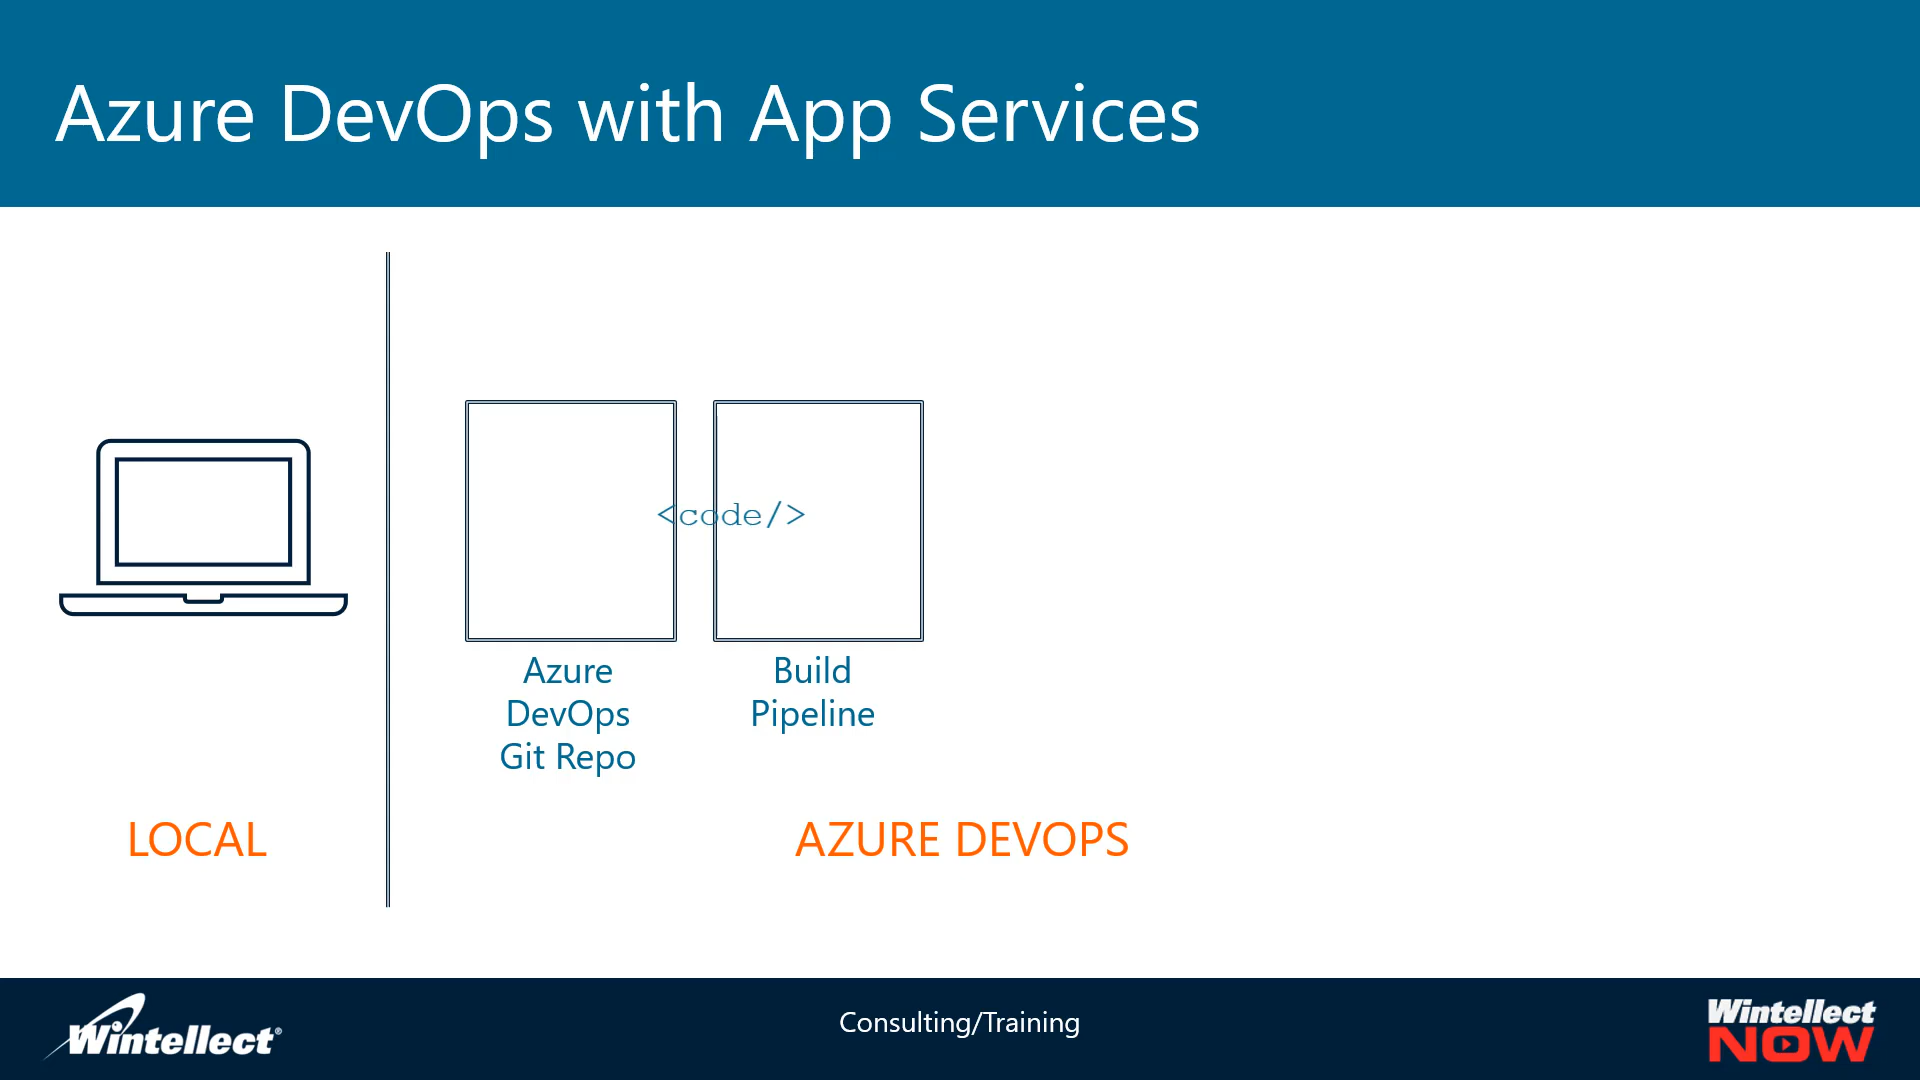 Azure DevOps with App Services
<code/>
Azure
DevOps
Git Repo
Build
Pipeline
LOCAL
AZURE DEVOPS
Wintellect®
Consulting/Training
Wintellect
NOW